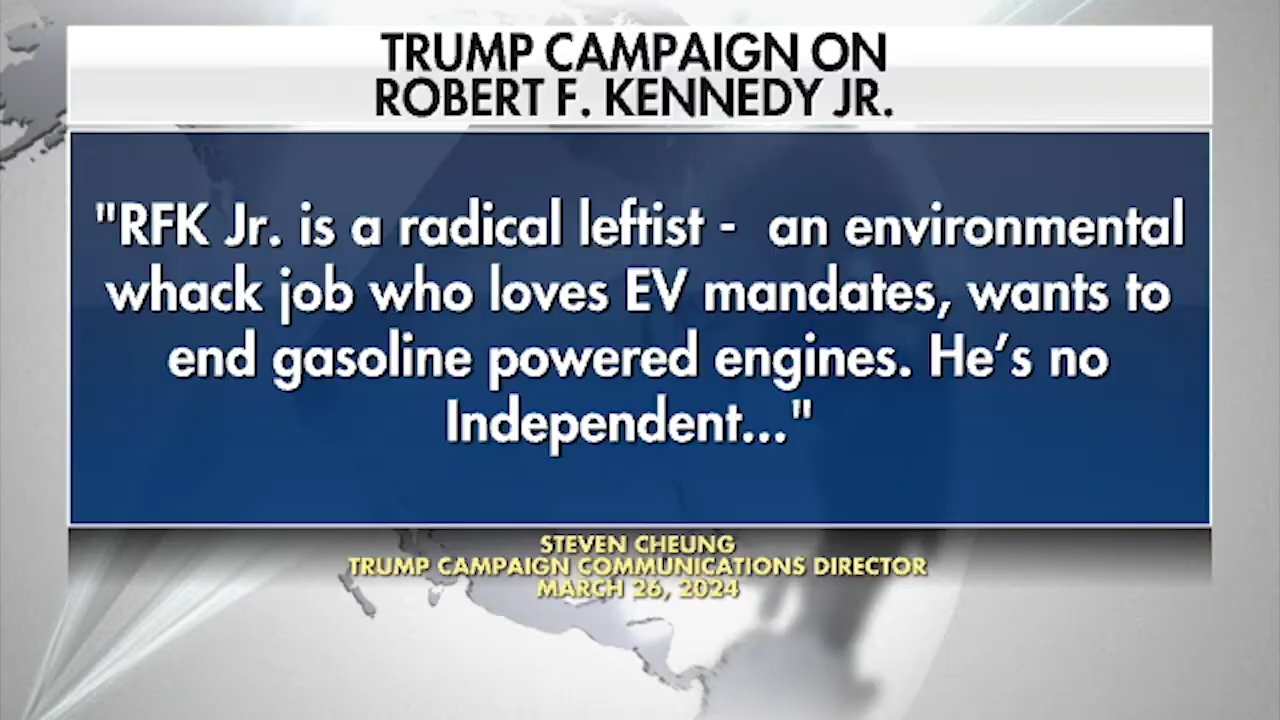 TRUMP CAMPAIGN ON
ROBERT F. KENNEDY JR.
"RFK Jr. is a radical leftist -  an environmental
whack job who loves EV mandates, wants to
end gasoline powered engines. He’s no
Independent..."
STEVEN CHEUNG
TRUMP CAMPAIGN COMMUNICATIONS DIRECTOR
MARCH 26, 2024